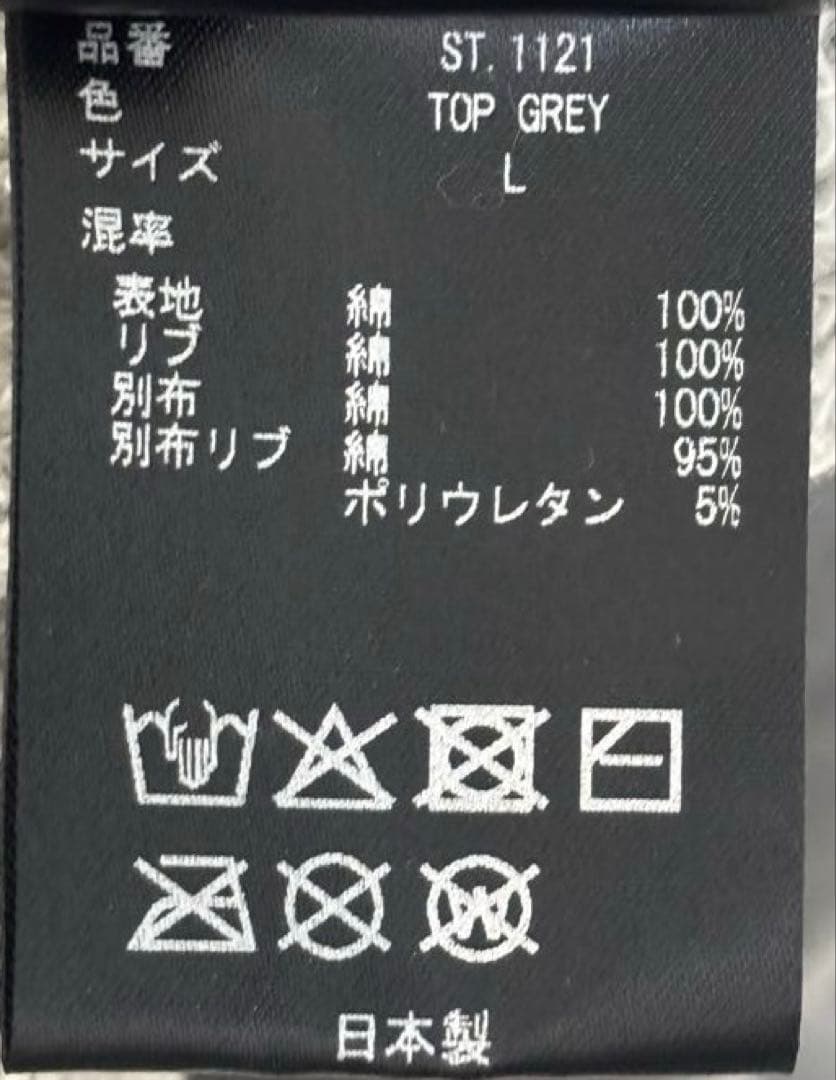 品番 ST. 1121
色 TOP GREY
サイズ L
混率
表地 綿 100%
リブ 綿 100%
別布 綿 100%
別布リブ 綿 95%
ポリウレタン 5%
W
日本製